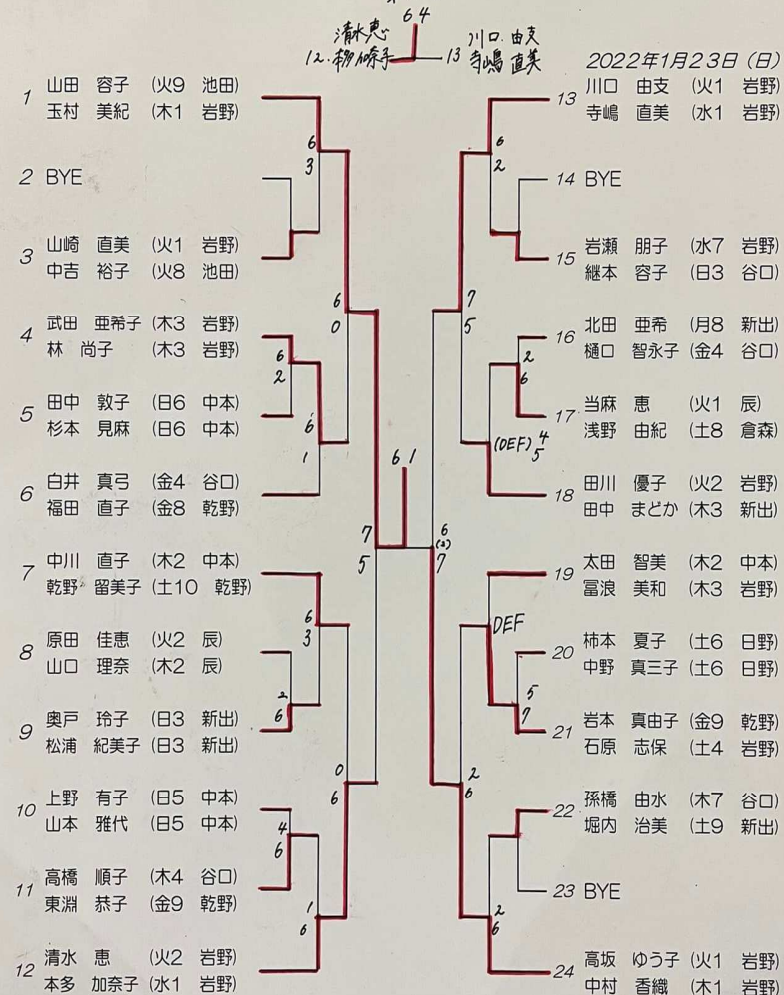 6 4
清水 恵
12. 本多 加奈子
13
川口 由支
寺嶋 直美
2022年1月23日(日)
1
山田 容子 (火9 池田)
玉村 美紀 (木1 岩野)
2 BYE
3
山崎 直美 (火1 岩野)
中吉 裕子 (火8 池田)
4
武田 亜希子 (木3 岩野)
林 尚子 (木3 岩野)
5
田中 敦子 (日6 中本)
杉本 見麻 (日6 中本)
6
白井 真弓 (金4 谷口)
福田 直子 (金8 乾野)
7
中川 直子 (木2 中本)
乾野 留美子 (土10 乾野)
8
原田 佳恵 (火2 辰)
山口 理奈 (木2 辰)
9
奥戸 玲子 (日3 新出)
松浦 紀美子 (日3 新出)
10
上野 有子 (日5 中本)
山本 雅代 (日5 中本)
11
高橋 順子 (木4 谷口)
東淵 恭子 (金9 乾野)
12
清水 恵 (火2 岩野)
本多 加奈子 (水1 岩野)
6
3
6
2
6
1
6
0
6
3
2
6
4
6
1
6
0
6
7
5
6 1
6
(2)
7
7
5
6
2
2
6
(DEF) 4
5
DEF
5
7
2
6
2
6
13
川口 由支 (火1 岩野)
寺嶋 直美 (水1 岩野)
14 BYE
15
岩瀬 朋子 (水7 岩野)
継本 容子 (日3 谷口)
16
北田 亜希 (月8 新出)
樋口 智永子 (金4 谷口)
17
当麻 恵 (火1 辰)
浅野 由紀 (土8 倉森)
18
田川 優子 (火2 岩野)
田中 まどか (木3 新出)
19
太田 智美 (木2 中本)
冨浪 美和 (木3 岩野)
20
柿本 夏子 (土6 日野)
中野 真三子 (土6 日野)
21
岩本 真由子 (金9 乾野)
石原 志保 (土4 岩野)
22
孫橋 由水 (木7 谷口)
堀内 治美 (土9 新出)
23 BYE
24
高坂 ゆう子 (火1 岩野)
中村 香織 (木1 岩野)